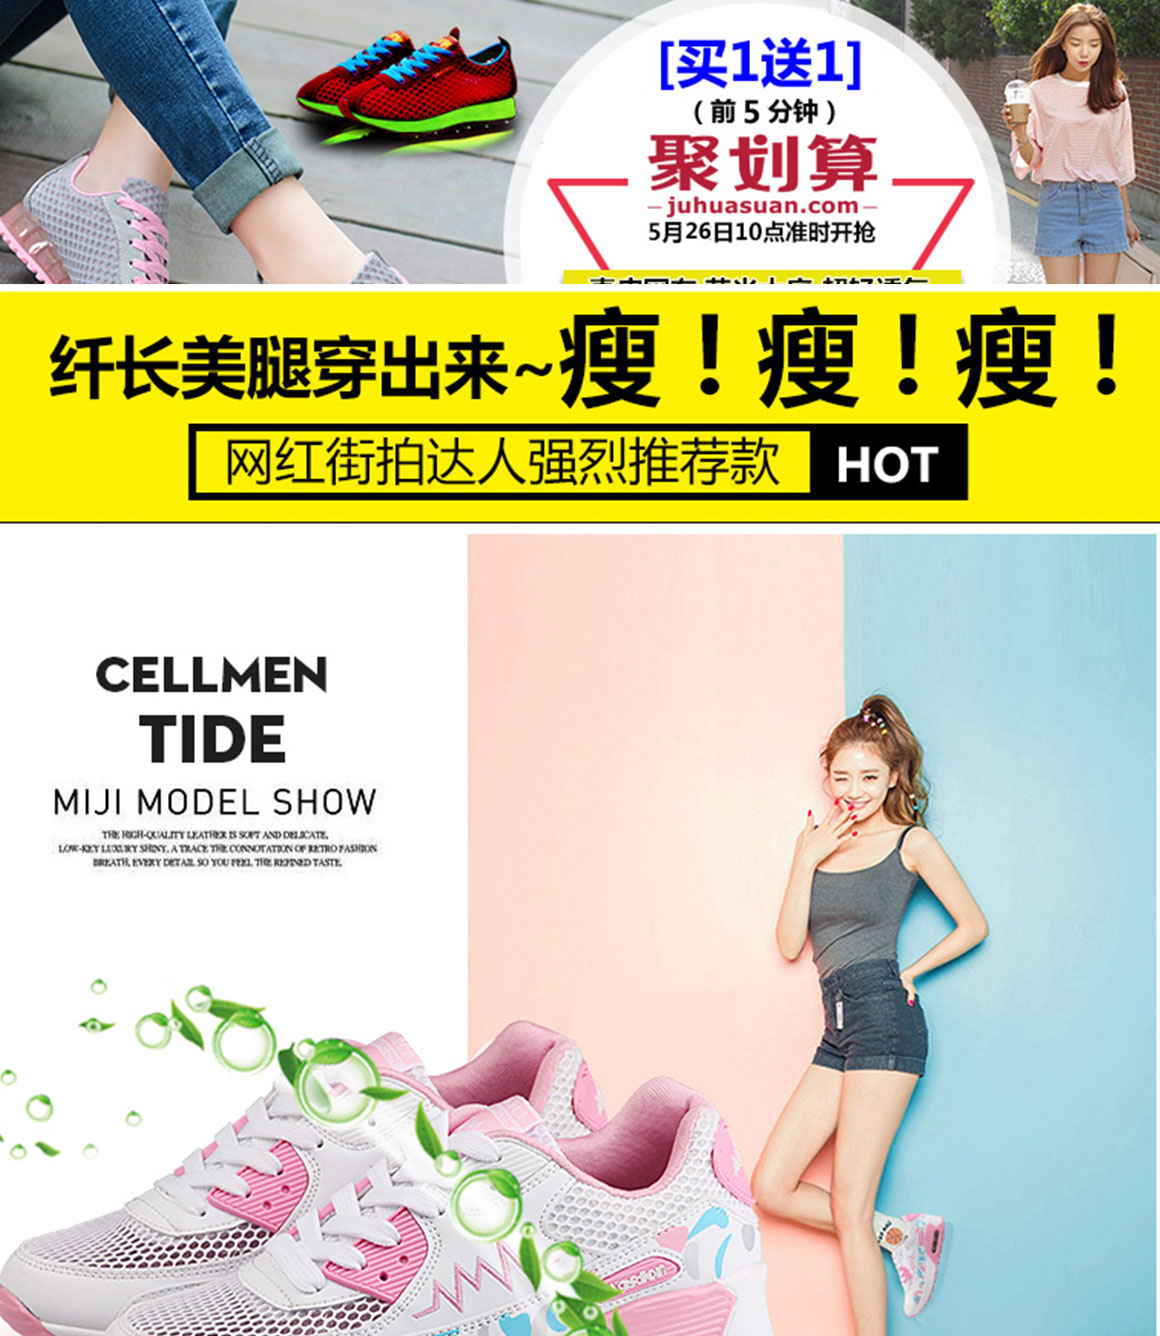 [买1送1]
（前5分钟）
聚划算
juhuasuan.com
5月26日10点准时开抢
纤长美腿穿出来~瘦！瘦！瘦！
网红街拍达人强烈推荐款 HOT
CELLMEN
TIDE
MIJI MODEL SHOW
THE HIGH-QUALITY LEATHER IS SOFT AND DELICATE,
LOW-KEY LUXURY SHINY, A TRACE THE CONNOTATION OF RETRO FASHION
BREATH, EVERY DETAIL SO YOU FEEL THE REFINED TASTE.